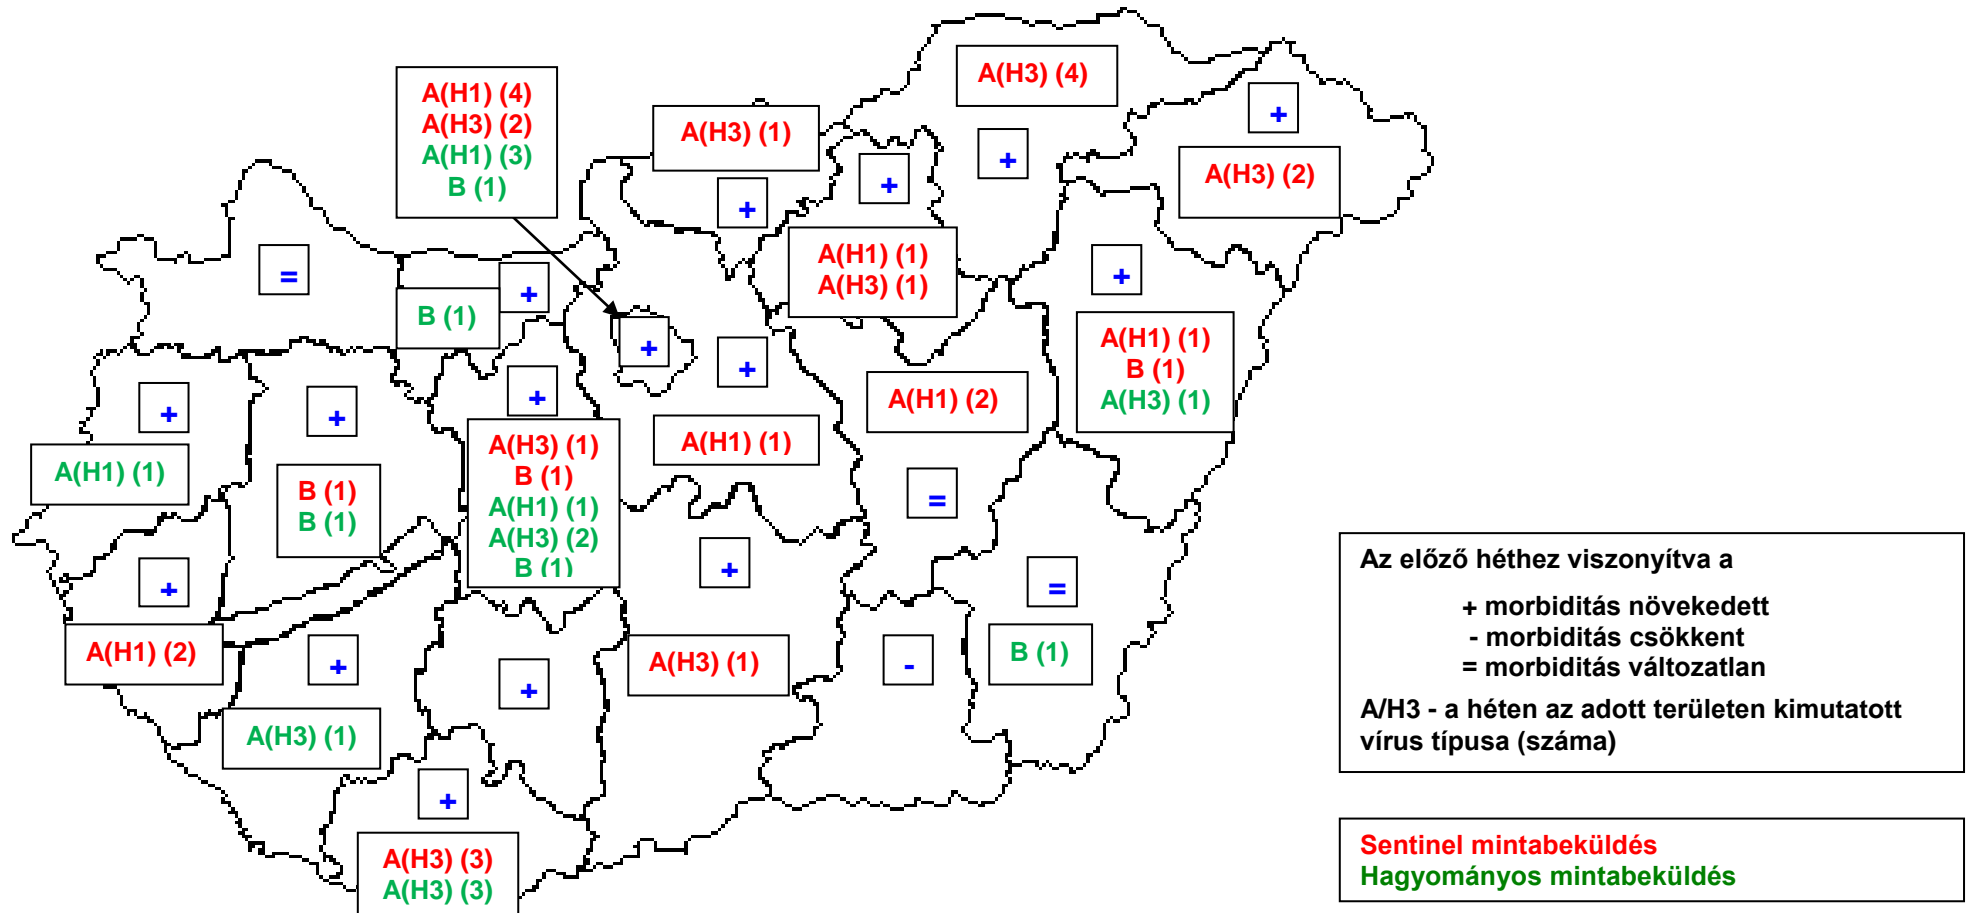 A(H3) (4)
A(H1) (4)
A(H3) (2)
A(H1) (3)
B (1)
A(H3) (1)
+
+
+
+
A(H3) (2)
+
A(H1) (1)
A(H3) (1)
=
+
+
B (1)
+
+
A(H1) (1)
B (1)
A(H3) (1)
+
+
+
A(H1) (2)
A(H1) (1)
A(H3) (1)
B (1)
A(H1) (1)
A(H3) (2)
B (1)
A(H1) (1)
B (1)
B (1)
=
+
+
=
A(H1) (2)
+
+
A(H3) (1)
-
B (1)
A(H3) (1)
+
A(H3) (3)
A(H3) (3)
Az előző héthez viszonyítva a
+ morbiditás növekedett
- morbiditás csökkent
= morbiditás változatlan
A/H3 - a héten az adott területen kimutatott
vírus típusa (száma)
Sentinel mintabeküldés
Hagyományos mintabeküldés